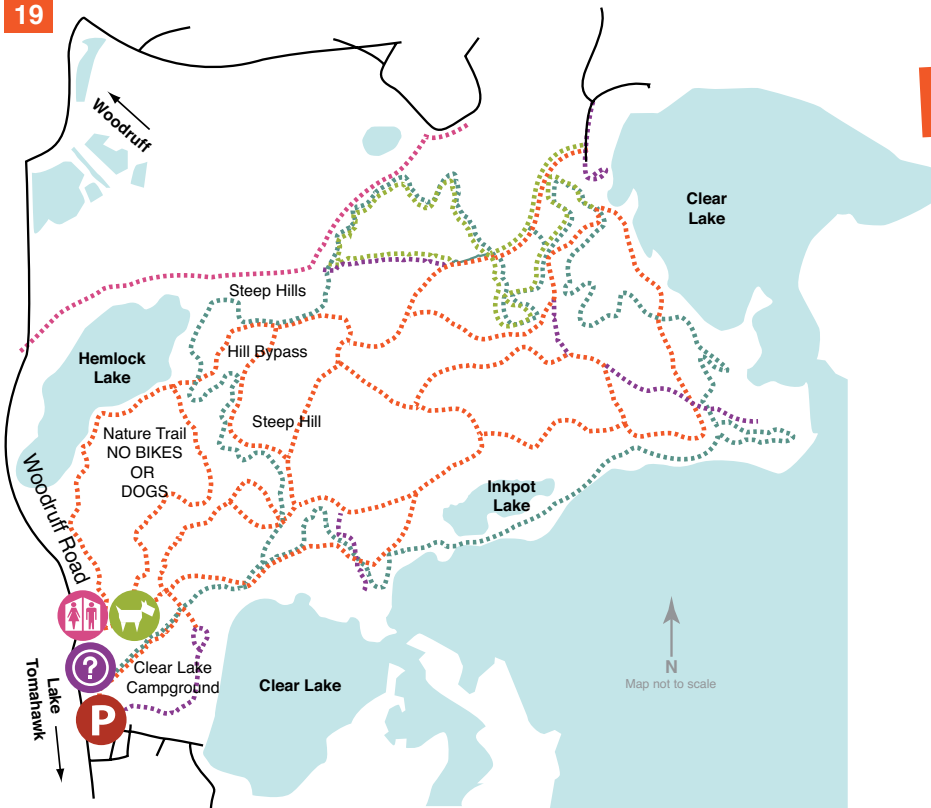 19
Woodruff
Clear
Lake
Steep Hills
Hemlock
Lake
Hill Bypass
Steep Hill
Nature Trail
NO BIKES
OR
DOGS
Woodruff Road
Inkpot
Lake
?
Clear Lake
Campground
Clear Lake
N
Map not to scale
Lake
Tomahawk
P